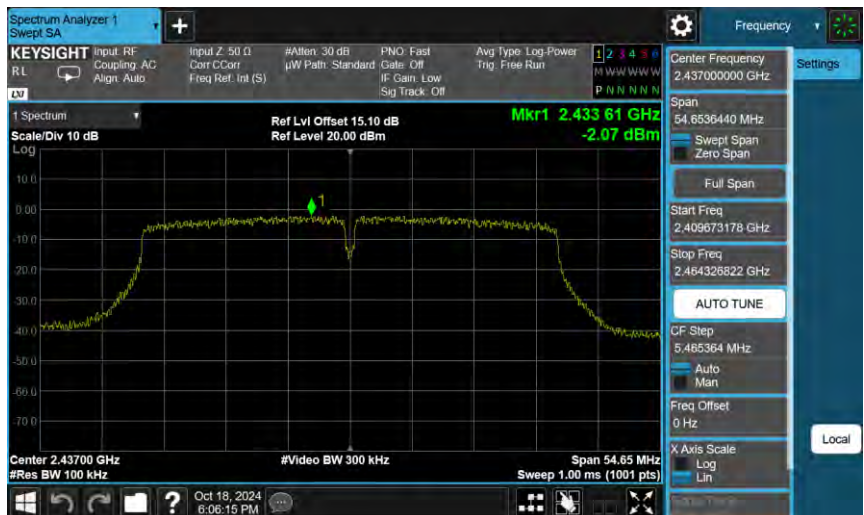 Spectrum Analyzer 1
Swept SA
+
Frequency
KEYSIGHT
RL
LXI
Input: RF
Coupling: AC
Align: Auto
Input Z: 50 Ω
Corr CCorr
Freq Ref: Int (S)
#Atten: 30 dB
µW Path: Standard
PNO: Fast
Gate: Off
IF Gain: Low
Sig Track: Off
Avg Type: Log-Power
Trig: Free Run
1 2 3 4 5 6
M W W W W W
P N N N N N
1 Spectrum
Scale/Div 10 dB
Log
Ref Lvl Offset 15.10 dB
Ref Level 20.00 dBm
Mkr1 2.433 61 GHz
-2.07 dBm
1
10.0
0.00
-10.0
-20.0
-30.0
-40.0
-50.0
-60.0
-70.0
Center 2.43700 GHz
#Res BW 100 kHz
#Video BW 300 kHz
Span 54.65 MHz
Sweep 1.00 ms (1001 pts)
?
Oct 18, 2024
6:06:15 PM
Center Frequency
2.437000000 GHz
Span
54.6536440 MHz
Swept Span
Zero Span
Full Span
Start Freq
2.409673178 GHz
Stop Freq
2.464326822 GHz
AUTO TUNE
CF Step
5.465364 MHz
Auto
Man
Freq Offset
0 Hz
X Axis Scale
Log
Lin
Settings
Local